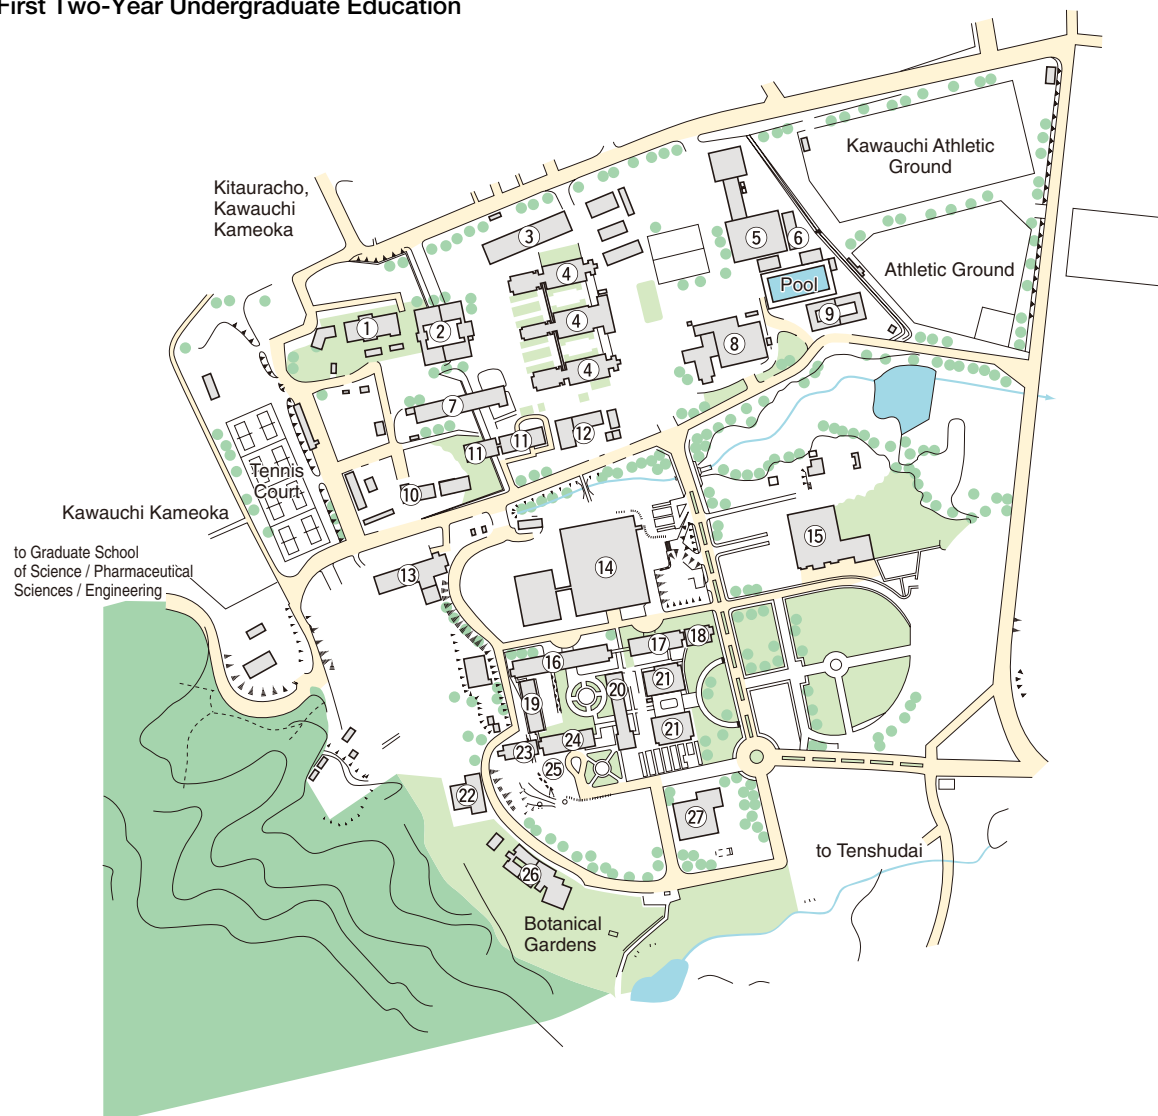 First Two-Year Undergraduate Education
Kitauracho,
Kawauchi
Kameoka
Kawauchi Athletic
Ground
Athletic Ground
Pool
Tennis
Court
Kawauchi Kameoka
to Graduate School
of Science / Pharmaceutical
Sciences / Engineering
to Tenshudai
Botanical
Gardens
1
2
3
4
4
4
5
6
7
8
9
10
11
11
12
13
14
15
16
17
18
19
20
21
21
22
23
24
25
26
27